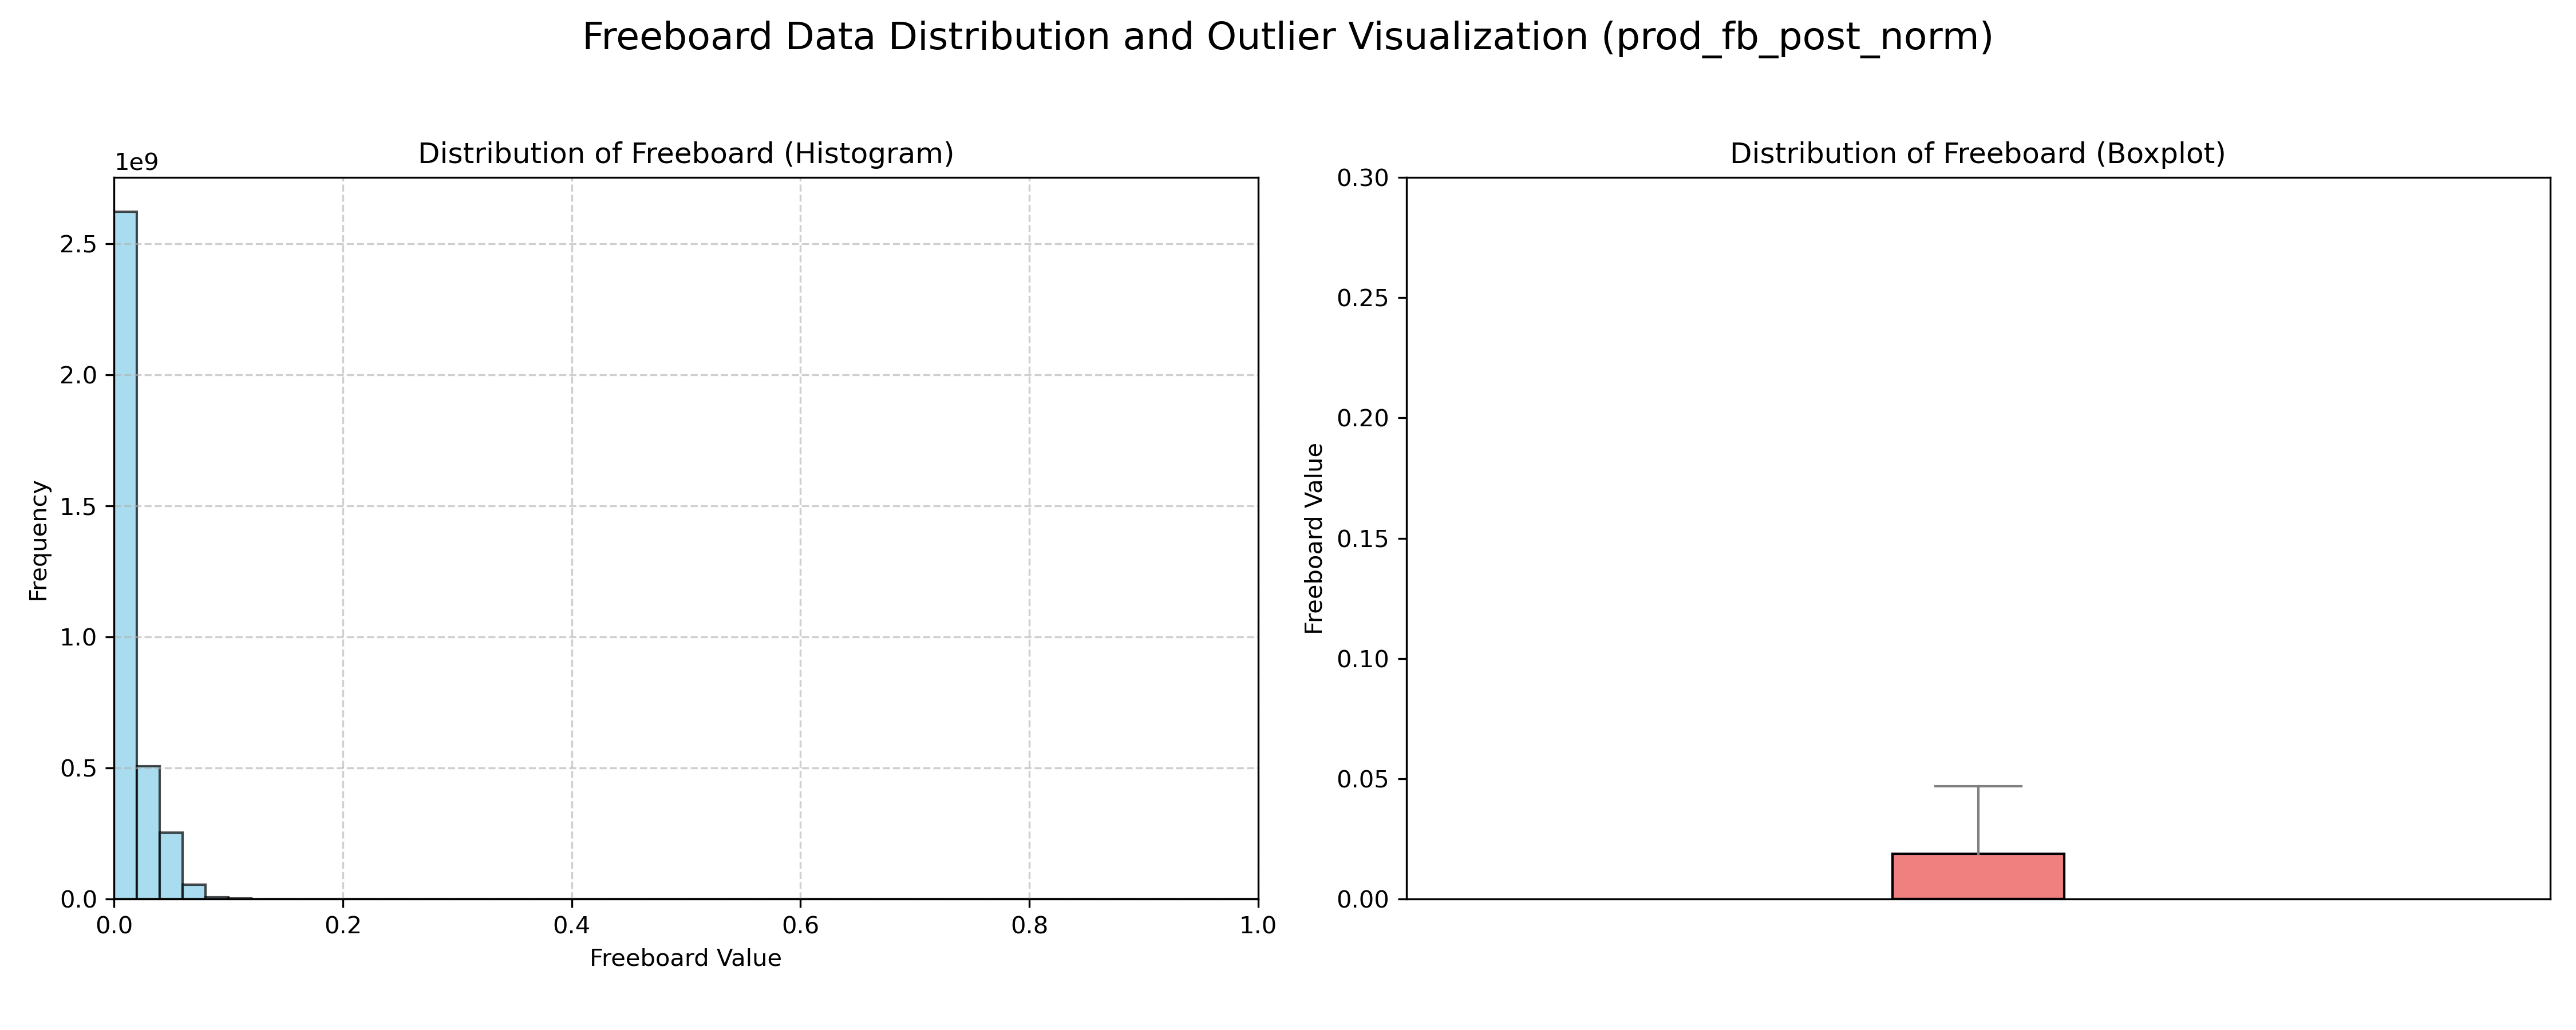 Freeboard Data Distribution and Outlier Visualization (prod_fb_post_norm)
Distribution of Freeboard (Histogram)
1e9
2.5
2.0
1.5
1.0
0.5
0.0
Frequency
0.0 0.2 0.4 0.6 0.8 1.0
Freeboard Value
Distribution of Freeboard (Boxplot)
0.30
0.25
0.20
0.15
0.10
0.05
0.00
Freeboard Value